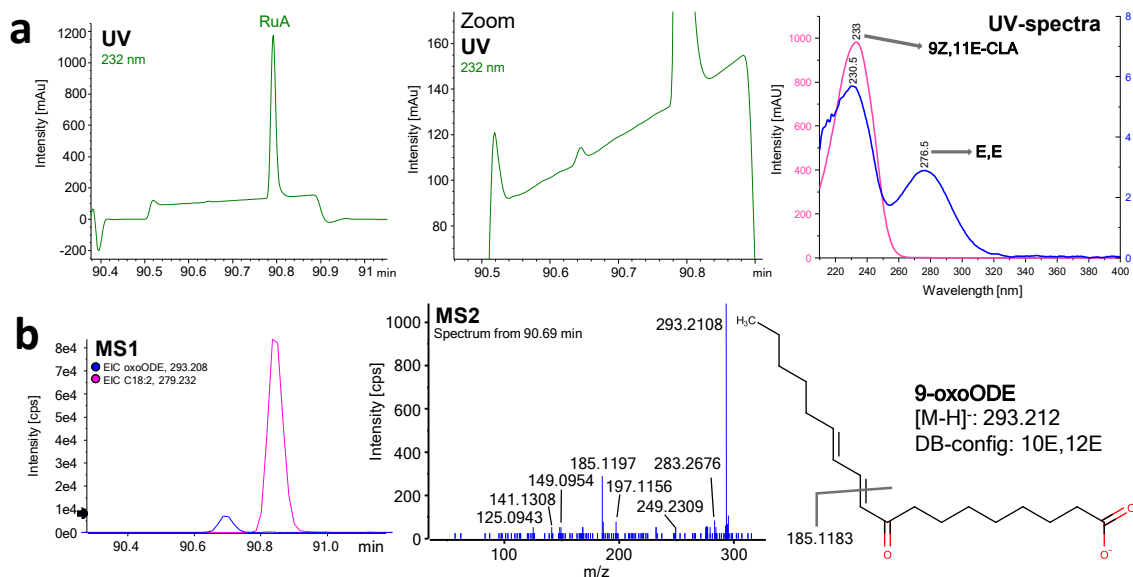 a
UV
232 nm
RuA
Intensity [mAu]
1200
1000
800
600
400
200
0
-200
90.4
90.5
90.6
90.7
90.8
90.9
91
min
Zoom
UV
232 nm
Intensity [mAu]
160
140
120
100
80
90.5
90.6
90.7
90.8
min
UV-spectra
Intensity [mAU]
1000
800
600
400
200
0
8
6
4
2
0
233
9Z,11E-CLA
230.5
276.5
E,E
220
240
260
280
300
320
340
360
380
400
Wavelength [nm]
b
MS1
EIC oxoODE, 293.208
EIC C18:2, 279.232
Intensity [cps]
8e4
7e4
6e4
5e4
4e4
3e4
2e4
1e4
0e0
90.4
90.6
90.8
91.0
min
MS2
Spectrum from 90.69 min
Intensity [cps]
1000
800
600
400
200
0
293.2108
185.1197
283.2676
149.0954
197.1156
141.1308
249.2309
125.0943
100
200
300
m/z
H₃C
9-oxoODE
[M-H]⁻: 293.212
DB-config: 10E,12E
185.1183
O
O
O⁻